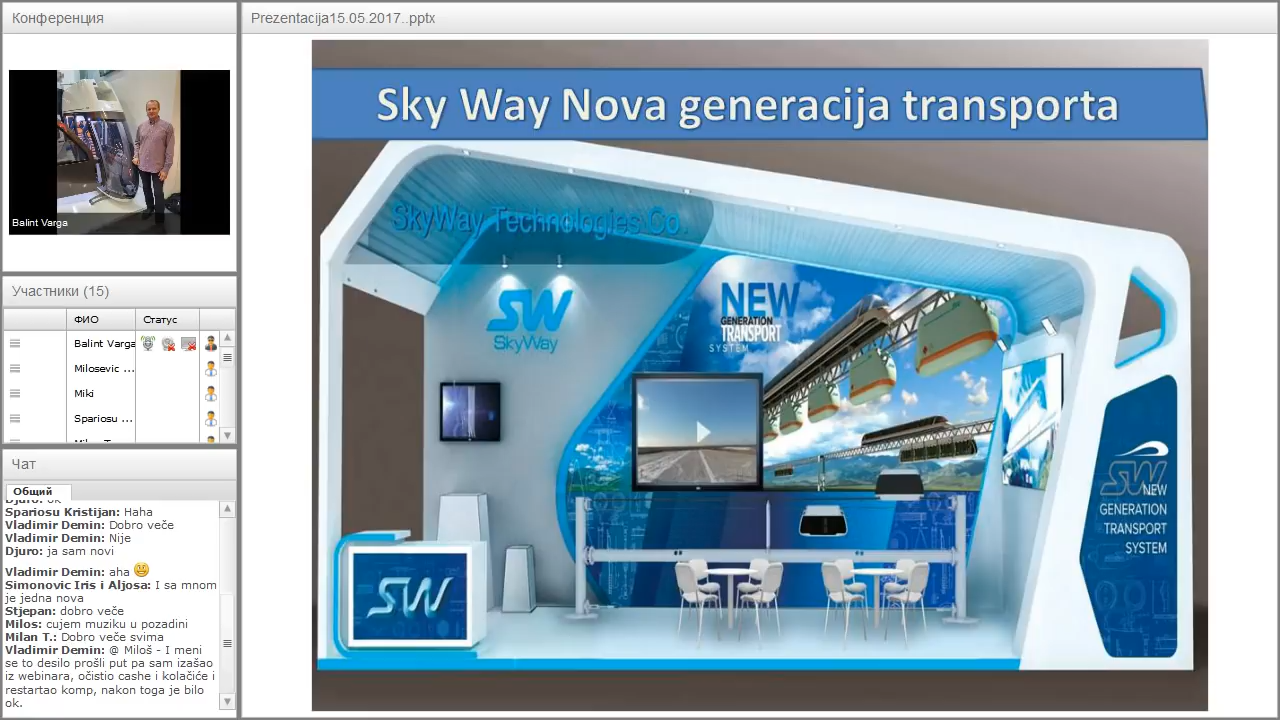 Конференция
Balint Varga
Участники (15)
ФИО
Статус
Balint Varga
Milosevic ...
Miki
Spariosu ...
Чат
Общий
Djuro: ok
Spariosu Kristijan: Haha
Vladimir Demin: Dobro veče
Vladimir Demin: Nije
Djuro: ja sam novi
Vladimir Demin: aha
Simonovic Iris i Aljosa: I sa mnom
je jedna nova
Stjepan: dobro veče
Milos: cujem muziku u pozadini
Milan T.: Dobro veče svima
Vladimir Demin: @ Miloš - I meni
se to desilo prošli put pa sam izašao
iz webinara, očistio cashe i kolačiće i
restartao komp, nakon toga je bilo
ok.
Prezentacija15.05.2017..pptx
Sky Way Nova generacija transporta
SkyWay Technologies Co.
SW
SkyWay
NEW
GENERATION
TRANSPORT
SYSTEM
SW
SW
NEW
GENERATION
TRANSPORT
SYSTEM